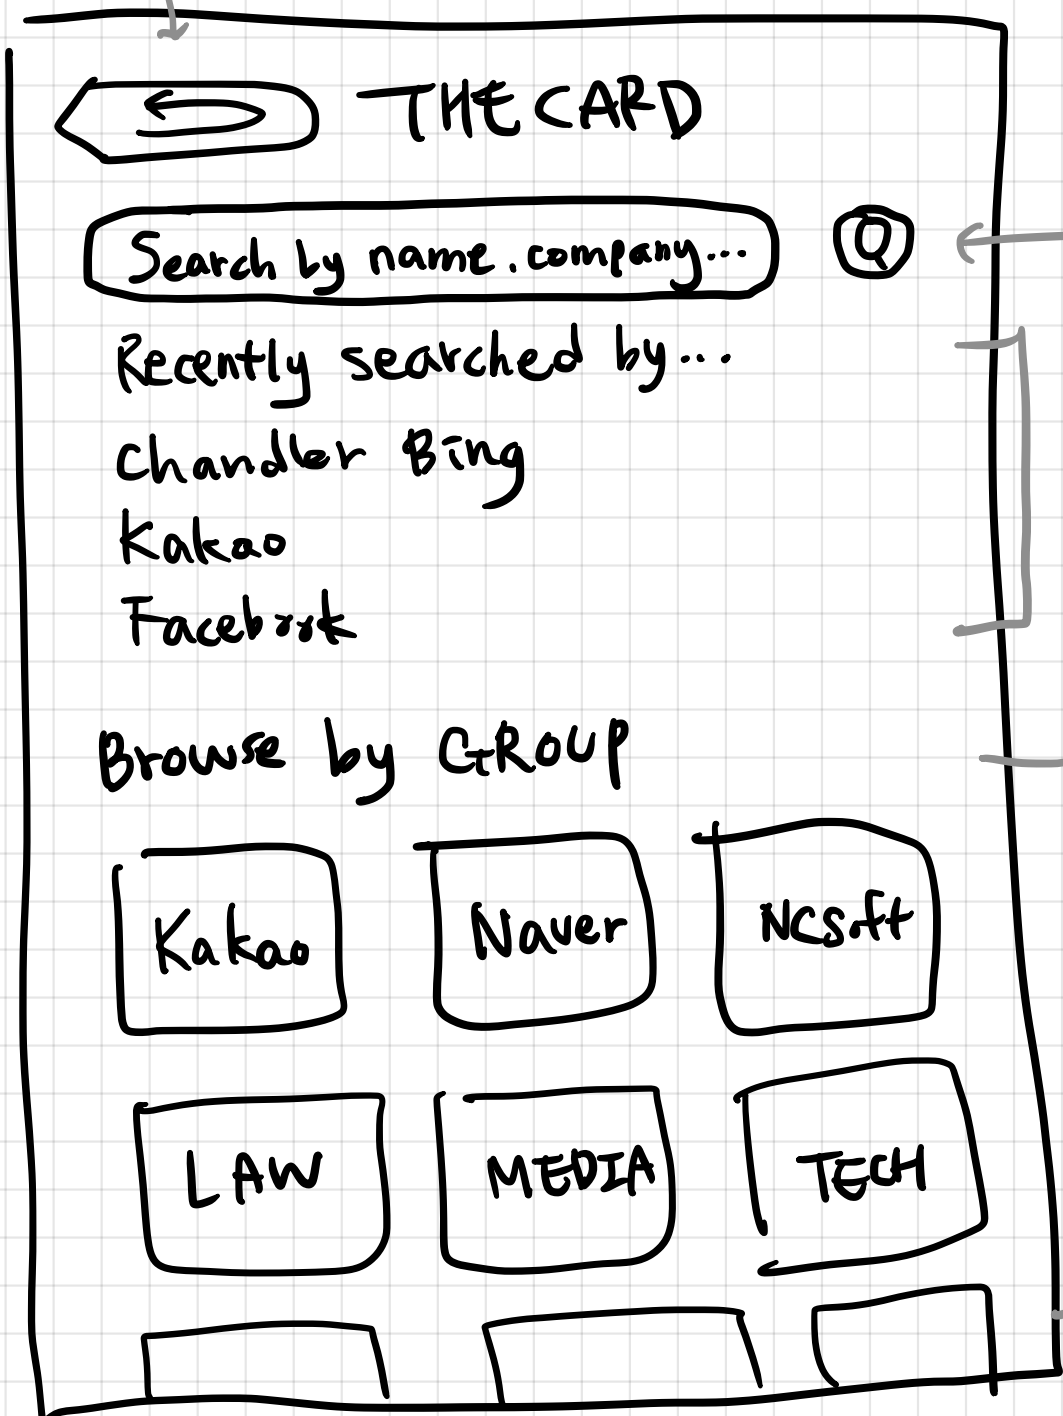 THE CARD
Search by name. company...
Recently searched by...
Chandler Bing
Kakao
Facebook
Browse by GROUP
Kakao
Naver
NCSoft
LAW
MEDIA
TECH